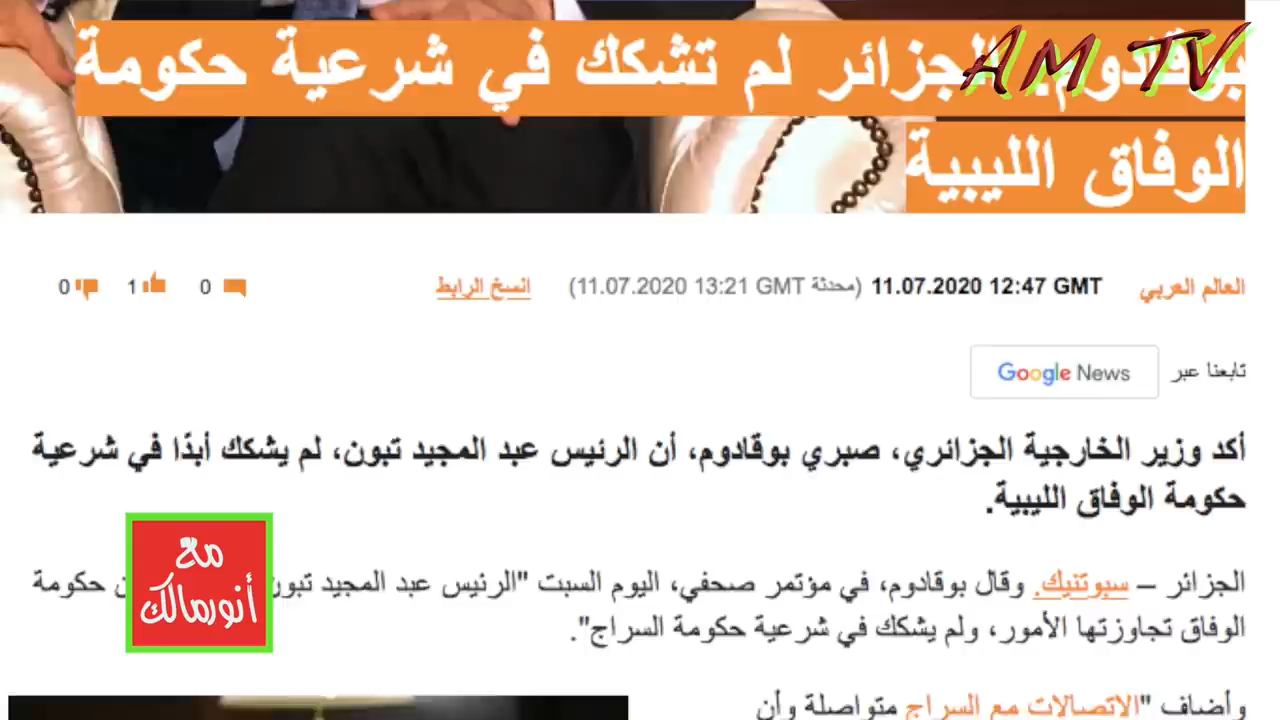 AM TV
بوقادوم: الجزائر لم تشكك في شرعية حكومة
الوفاق الليبية
العالم العربي 11.07.2020 12:47 GMT (محدثة 11.07.2020 13:21 GMT) انسخ الرابط 0 1 0
تابعنا عبر Google News
أكد وزير الخارجية الجزائري، صبري بوقادوم، أن الرئيس عبد المجيد تبون، لم يشكك أبدًا في شرعية
حكومة الوفاق الليبية.
الجزائر – سبوتنيك. وقال بوقادوم، في مؤتمر صحفي، اليوم السبت "الرئيس عبد المجيد تبون حكومة
الوفاق تجاوزتها الأمور، ولم يشكك في شرعية حكومة السراج".
وأضاف "الاتصالات مع السراج متواصلة وأن
مع
أنورمالك